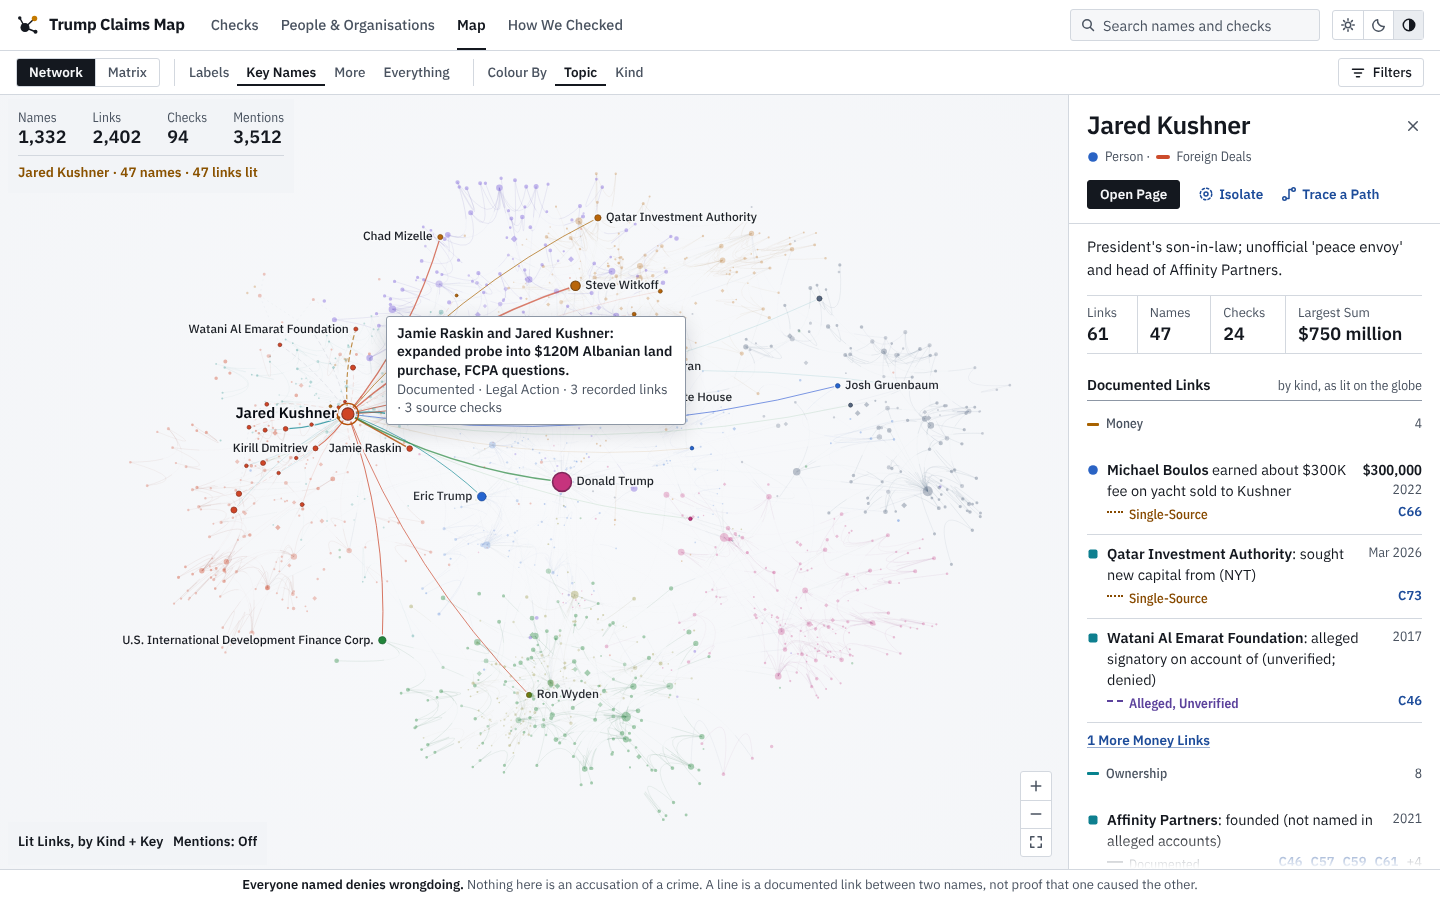 Trump Claims Map
Checks
People & Organisations
Map
How We Checked
Search names and checks
Network
Matrix
Labels
Key Names
More
Everything
Colour By
Topic
Kind
Filters
Names
Links
Checks
Mentions
1,332
2,402
94
3,512
Jared Kushner · 47 names · 47 links lit
Qatar Investment Authority
Chad Mizelle
Steve Witkoff
Watani Al Emarat Foundation
Jamie Raskin and Jared Kushner:
expanded probe into $120M Albanian land
purchase, FCPA questions.
Documented · Legal Action · 3 recorded links
· 3 source checks
Josh Gruenbaum
House
Jared Kushner
Kirill Dmitriev
Jamie Raskin
Donald Trump
Eric Trump
U.S. International Development Finance Corp.
Ron Wyden
Lit Links, by Kind + Key
Mentions: Off
Jared Kushner
Person ·
Foreign Deals
Open Page
Isolate
Trace a Path
President's son-in-law; unofficial 'peace envoy'
and head of Affinity Partners.
Links
Names
Checks
Largest Sum
61
47
24
$750 million
Documented Links
by kind, as lit on the globe
Money
4
Michael Boulos earned about $300K
$300,000
fee on yacht sold to Kushner
2022
Single-Source
C66
Qatar Investment Authority: sought
Mar 2026
new capital from (NYT)
Single-Source
C73
Watani Al Emarat Foundation: alleged
2017
signatory on account of (unverified;
denied)
Alleged, Unverified
C46
1 More Money Links
Ownership
8
Affinity Partners: founded (not named in
2021
alleged accounts)
Documented
C46 C57 C59 C61 +4
Everyone named denies wrongdoing. Nothing here is an accusation of a crime. A line is a documented link between two names, not proof that one caused the other.